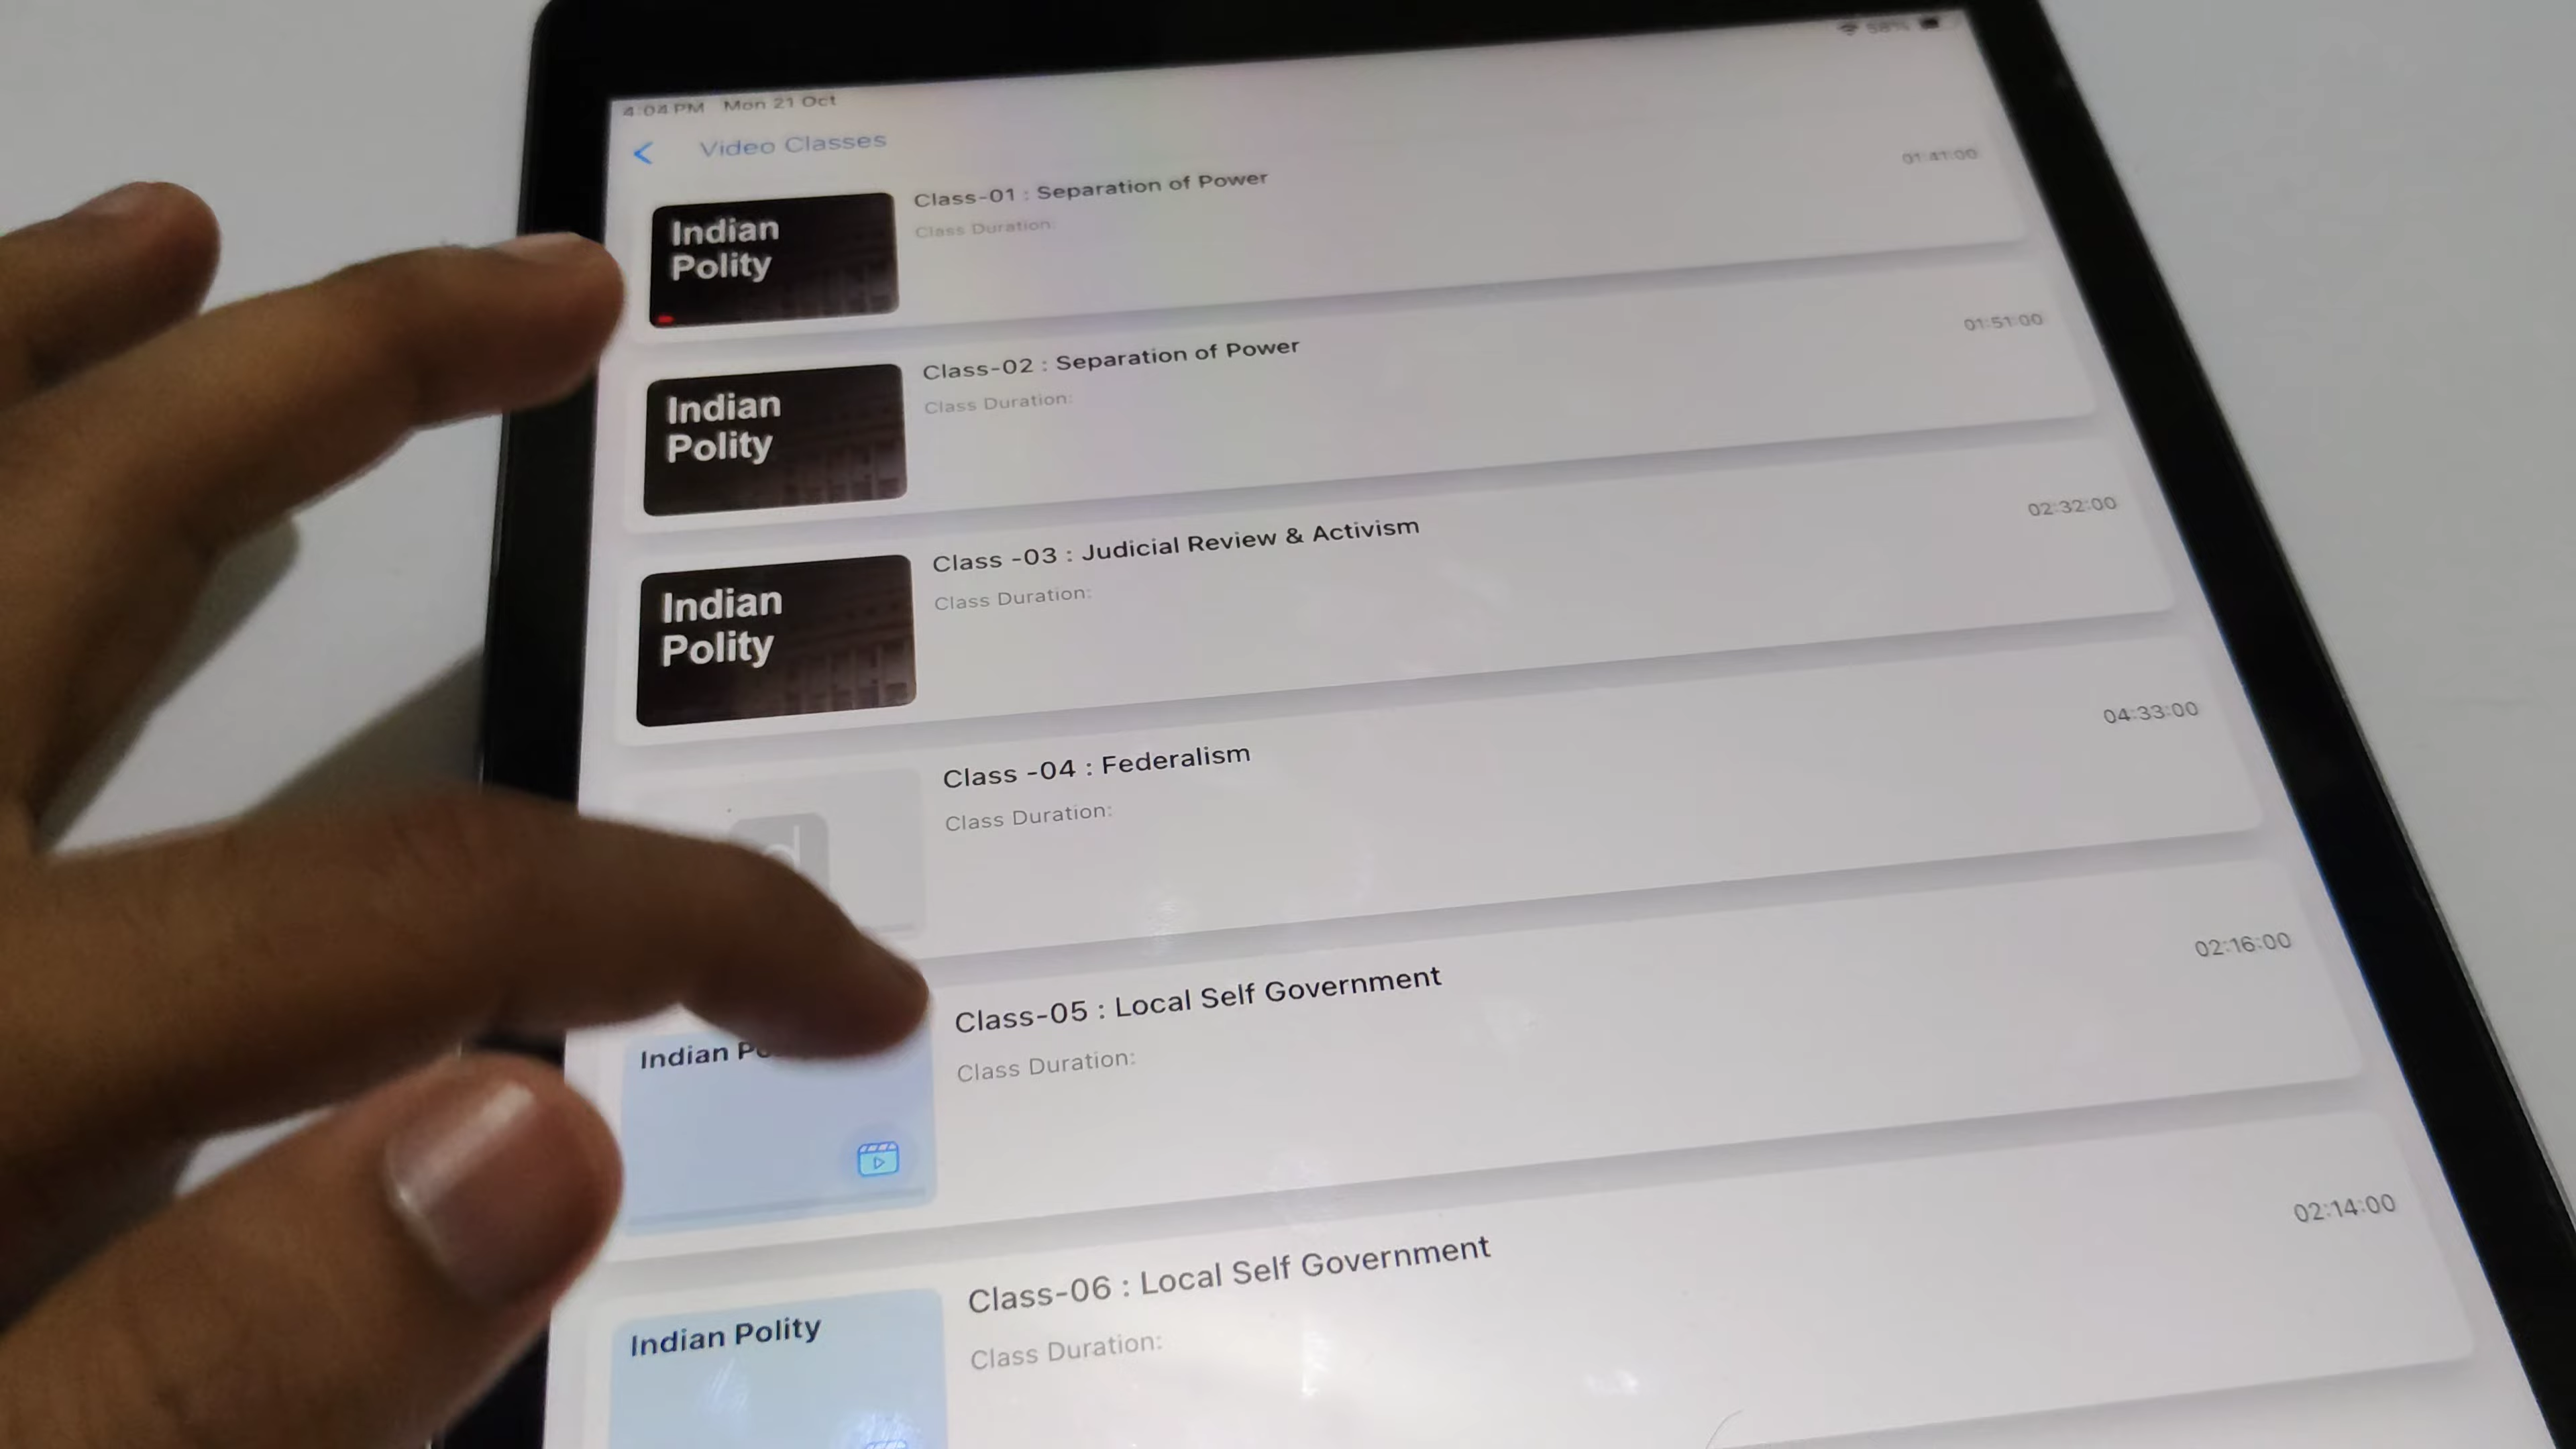 4:04 PM Mon 21 Oct
58%
Video Classes
Indian
Polity
Class-01 : Separation of Power
01:41:00
Class Duration:
Indian
Polity
Class-02 : Separation of Power
01:51:00
Class Duration:
Indian
Polity
Class -03 : Judicial Review & Activism
02:32:00
Class Duration:
Class -04 : Federalism
04:33:00
Class Duration:
Indian
Class-05 : Local Self Government
02:16:00
Class Duration:
Indian Polity
Class-06 : Local Self Government
02:14:00
Class Duration: